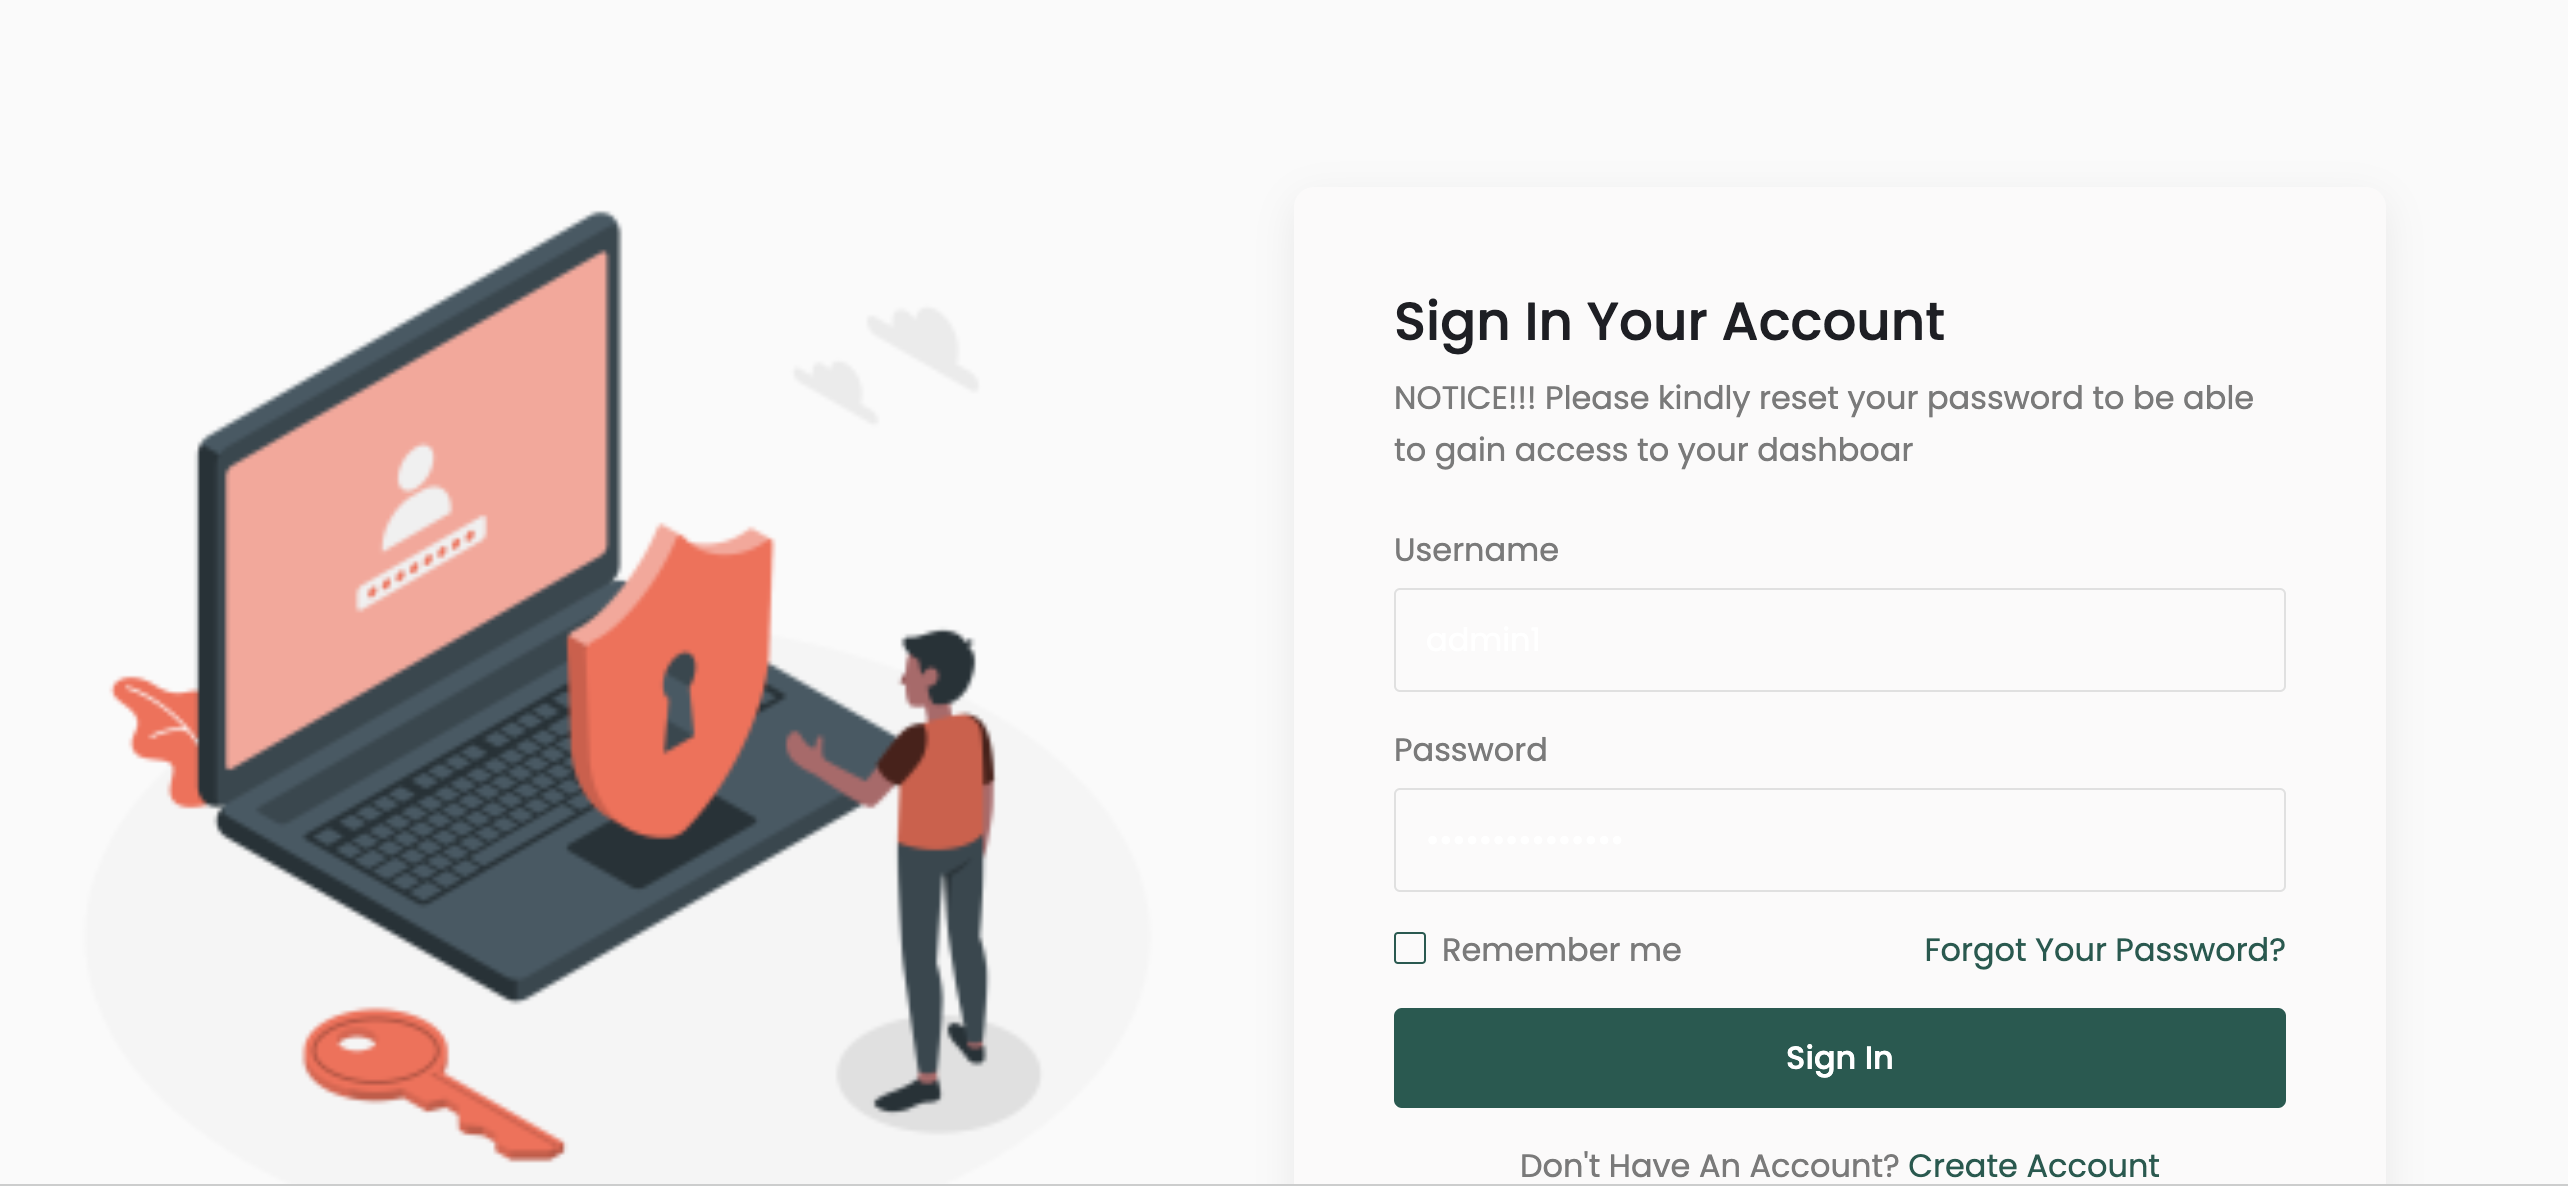 Sign In Your Account
NOTICE!!! Please kindly reset your password to be able
to gain access to your dashboar
Username
admin1
Password
Remember me
Forgot Your Password?
Sign In
Don't Have An Account? Create Account